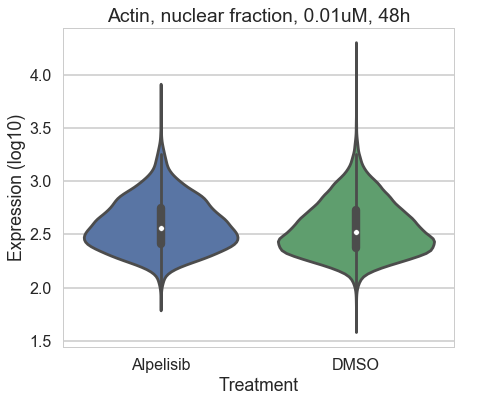 Actin, nuclear fraction, 0.01uM, 48h
Expression (log10)
4.0
3.5
3.0
2.5
2.0
1.5
Alpelisib
DMSO
Treatment